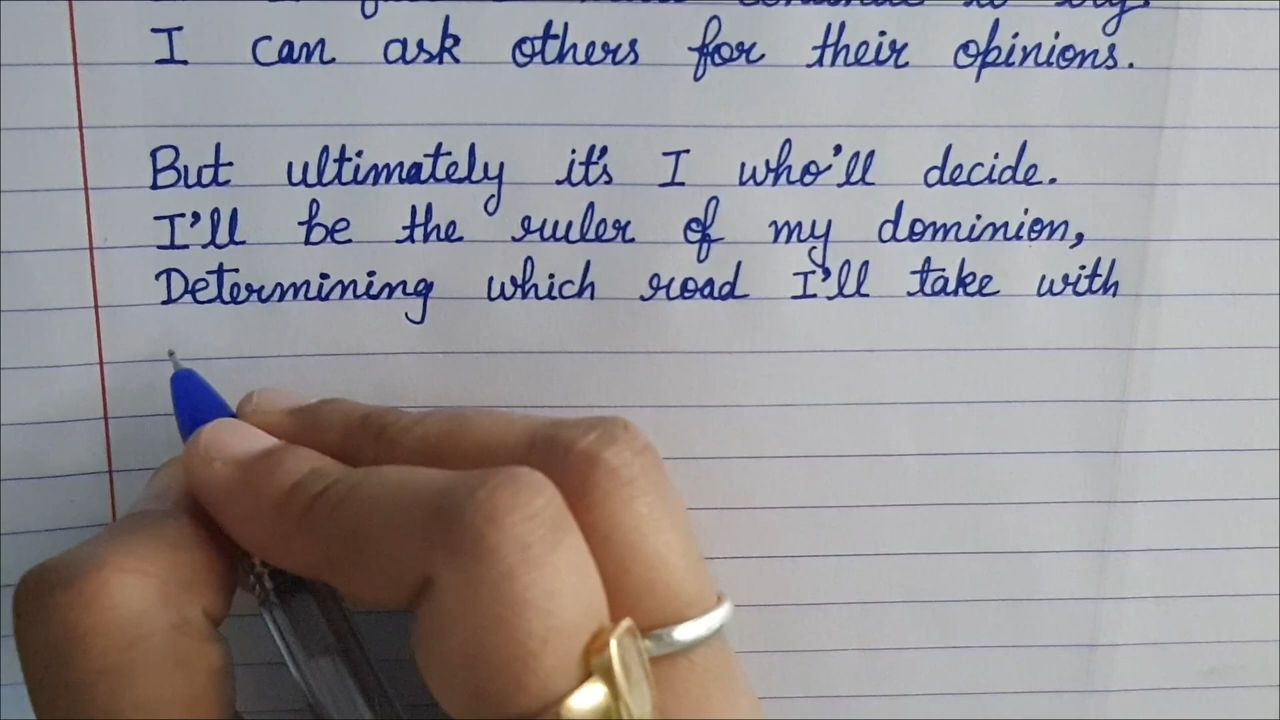 I can ask others for their opinions.
But ultimately it's I who'll decide.
I'll be the ruler of my dominion,
Determining which road I'll take with